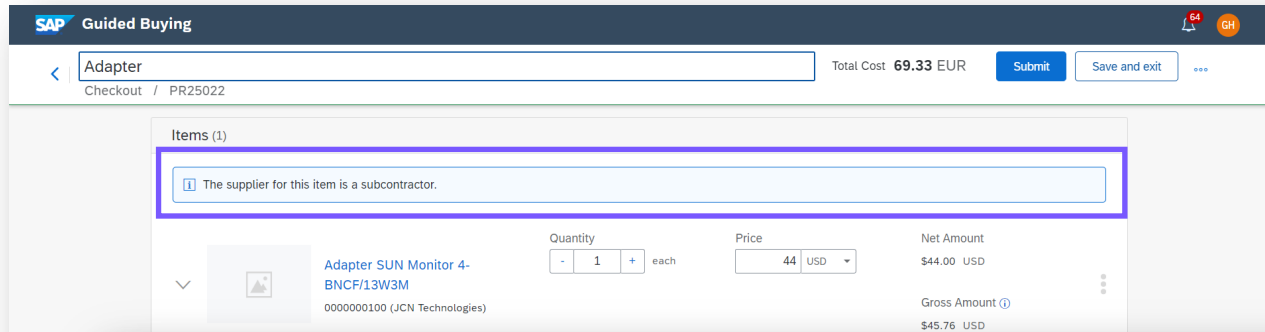 SAP Guided Buying 64 GH
Adapter Total Cost 69.33 EUR Submit Save and exit
Checkout / PR25022
Items (1)
The supplier for this item is a subcontractor.
Quantity Price Net Amount
- 1 + each 44 USD $44.00 USD
Adapter SUN Monitor 4-
BNCF/13W3M
0000000100 (JCN Technologies)
Gross Amount
$45.76 USD